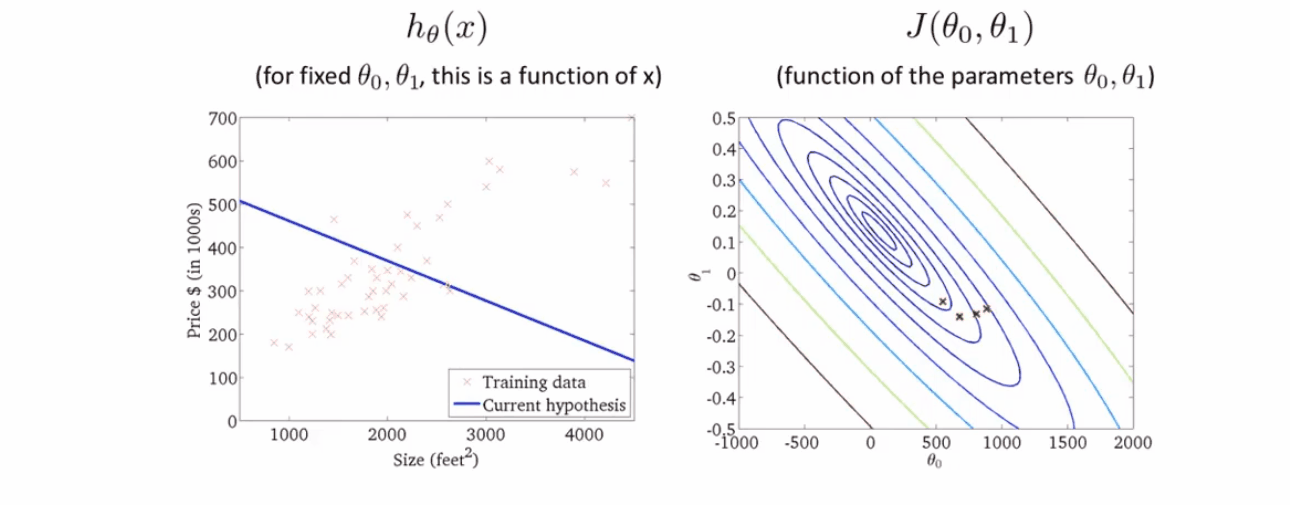 hθ(x)
(for fixed θ0, θ1, this is a function of x)
700
600
500
400
300
200
100
0
Price $ (in 1000s)
1000 2000 3000 4000
Size (feet²)
Training data
Current hypothesis
J(θ0, θ1)
(function of the parameters θ0, θ1)
0.5
0.4
0.3
0.2
0.1
0
-0.1
-0.2
-0.3
-0.4
-0.5
θ1
-1000 -500 0 500 1000 1500 2000
θ0